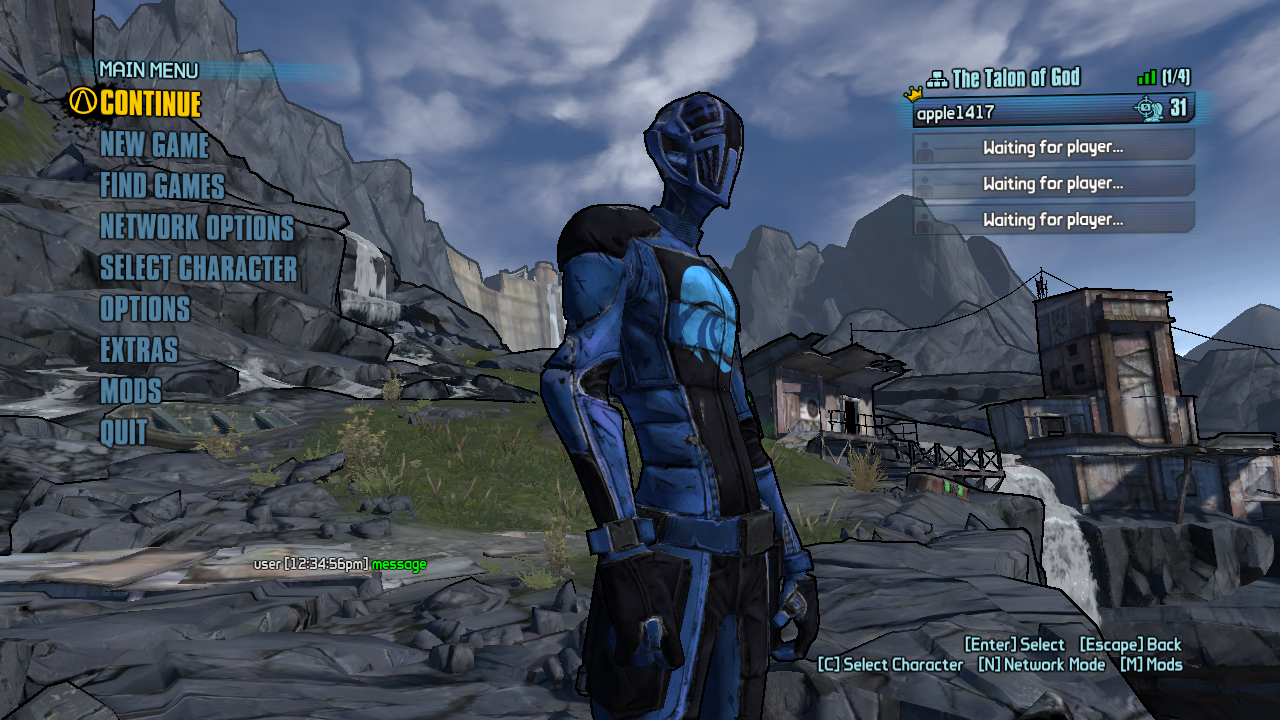 MAIN MENU
CONTINUE
NEW GAME
FIND GAMES
NETWORK OPTIONS
SELECT CHARACTER
OPTIONS
EXTRAS
MODS
QUIT
The Talon of God (1/4)
apple1417 31
Waiting for player...
Waiting for player...
Waiting for player...
user [12:34:56pm] message
[Enter] Select [Escape] Back
[C] Select Character [N] Network Mode [M] Mods